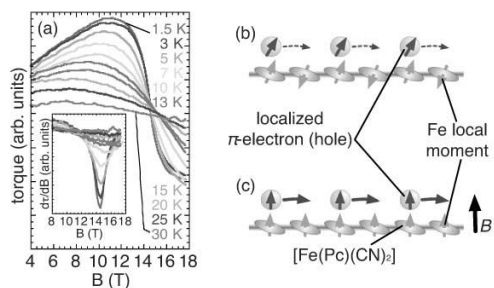 (a)
1.5 K
3 K
5 K
7 K
10 K
13 K
15 K
20 K
25 K
30 K
torque (arb. units)
dτ/dB (arb. units)
8 10 12 14 16 18
B (T)
4 6 8 10 12 14 16 18
B (T)
(b)
localized
π-electron (hole)
Fe local
moment
(c)
B
[Fe(Pc)(CN)₂]